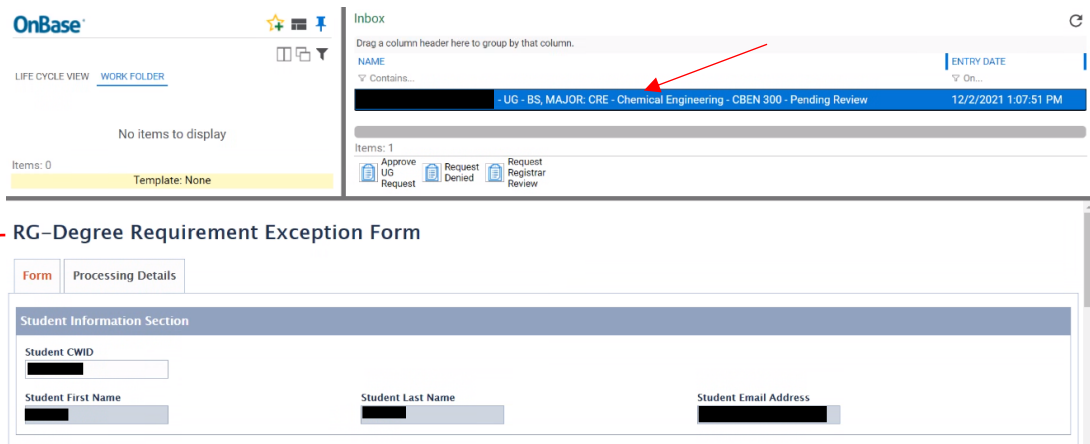 OnBase
LIFE CYCLE VIEW WORK FOLDER
No items to display
Items: 0
Template: None
Inbox
Drag a column header here to group by that column.
NAME ENTRY DATE
Contains... On...
- UG - BS, MAJOR: CRE - Chemical Engineering - CBEN 300 - Pending Review 12/2/2021 1:07:51 PM
Items: 1
Approve UG Request
Request Denied
Request Registrar Review
RG-Degree Requirement Exception Form
Form Processing Details
Student Information Section
Student CWID
Student First Name Student Last Name Student Email Address